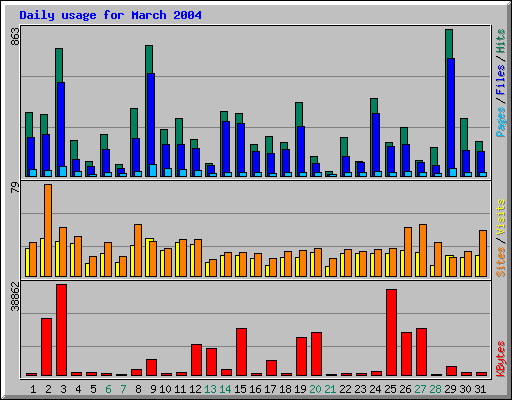 Daily usage for March 2004
863
Pages / Files / Hits
79
Sites / Visits
38862
KBytes
1 2 3 4 5 6 7 8 9 10 11 12 13 14 15 16 17 18 19 20 21 22 23 24 25 26 27 28 29 30 31